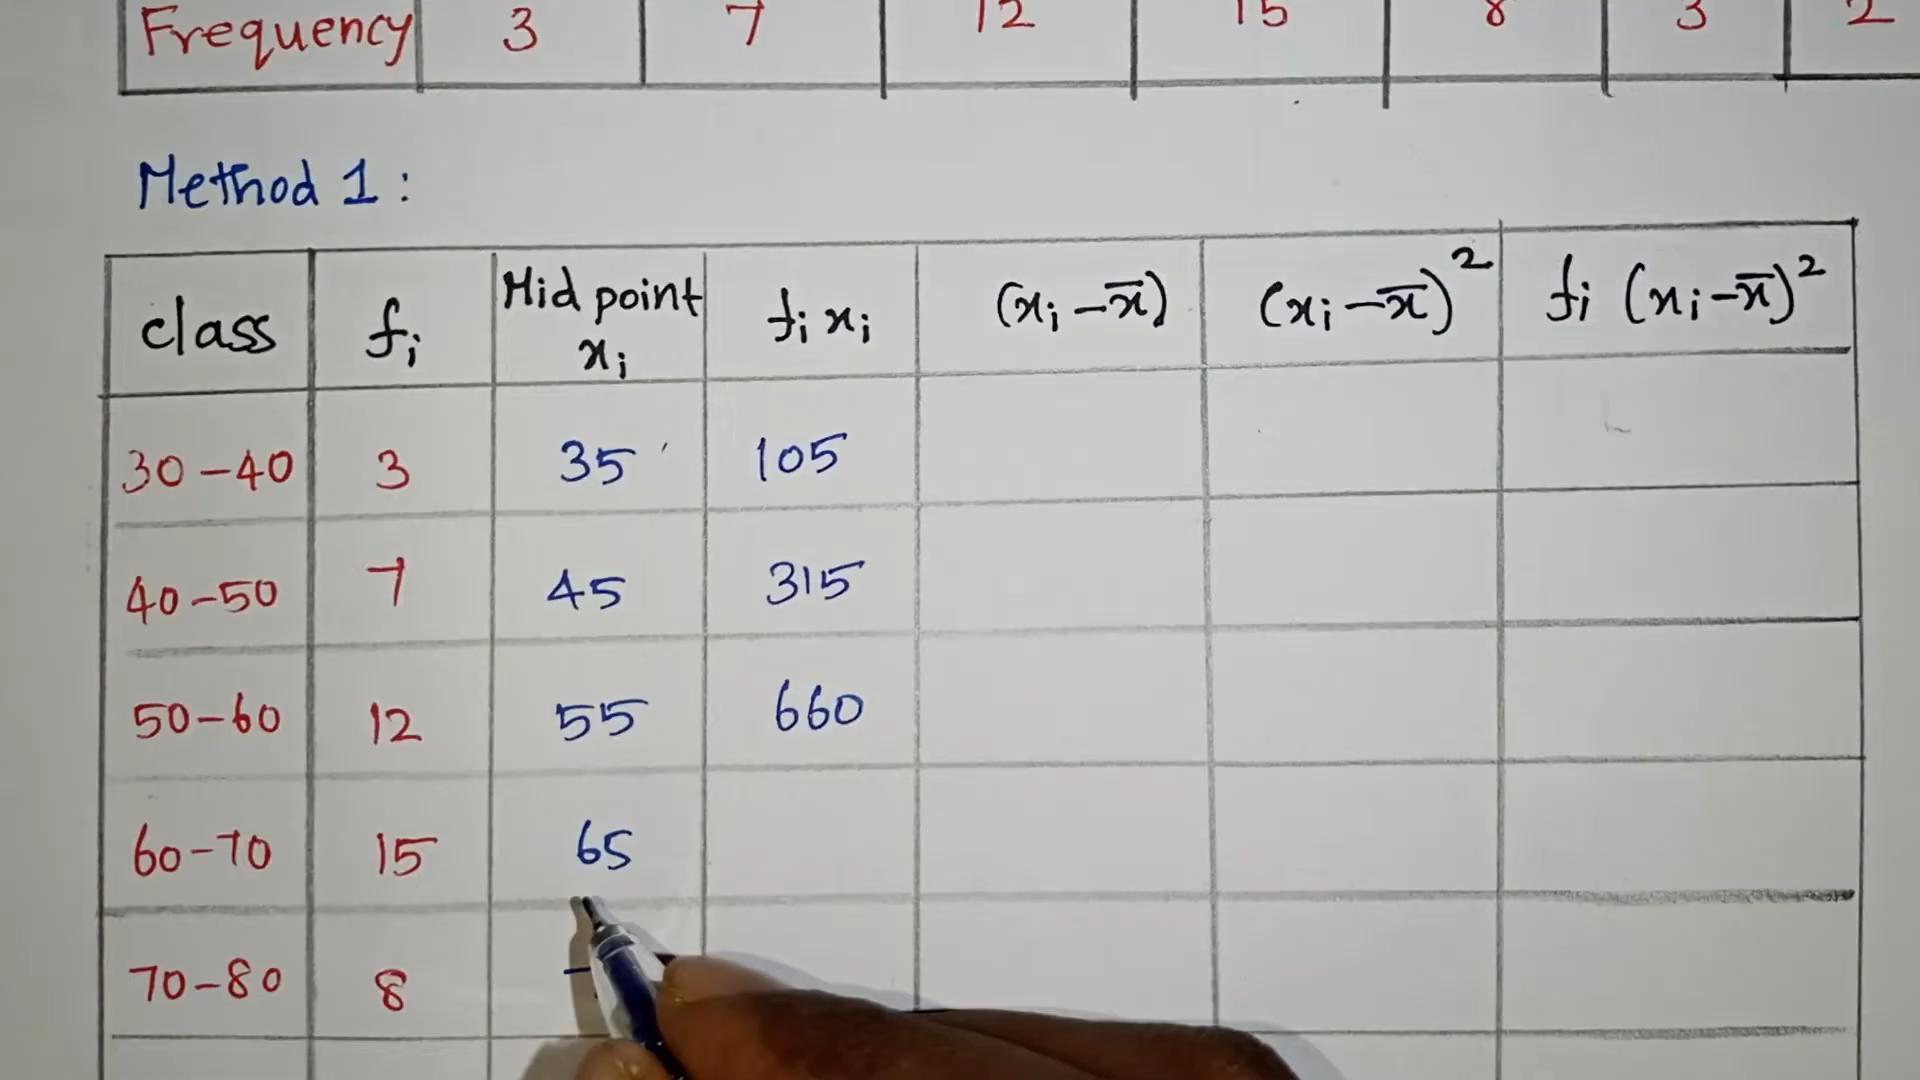 Frequency 3 7 12 15 8 3 2
Method 1 :
class fᵢ Mid point xᵢ fᵢ xᵢ (xᵢ – x̄) (xᵢ – x̄)² fᵢ (xᵢ – x̄)²
30 – 40 3 35 105
40 – 50 7 45 315
50 – 60 12 55 660
60 – 70 15 65
70 – 80 8